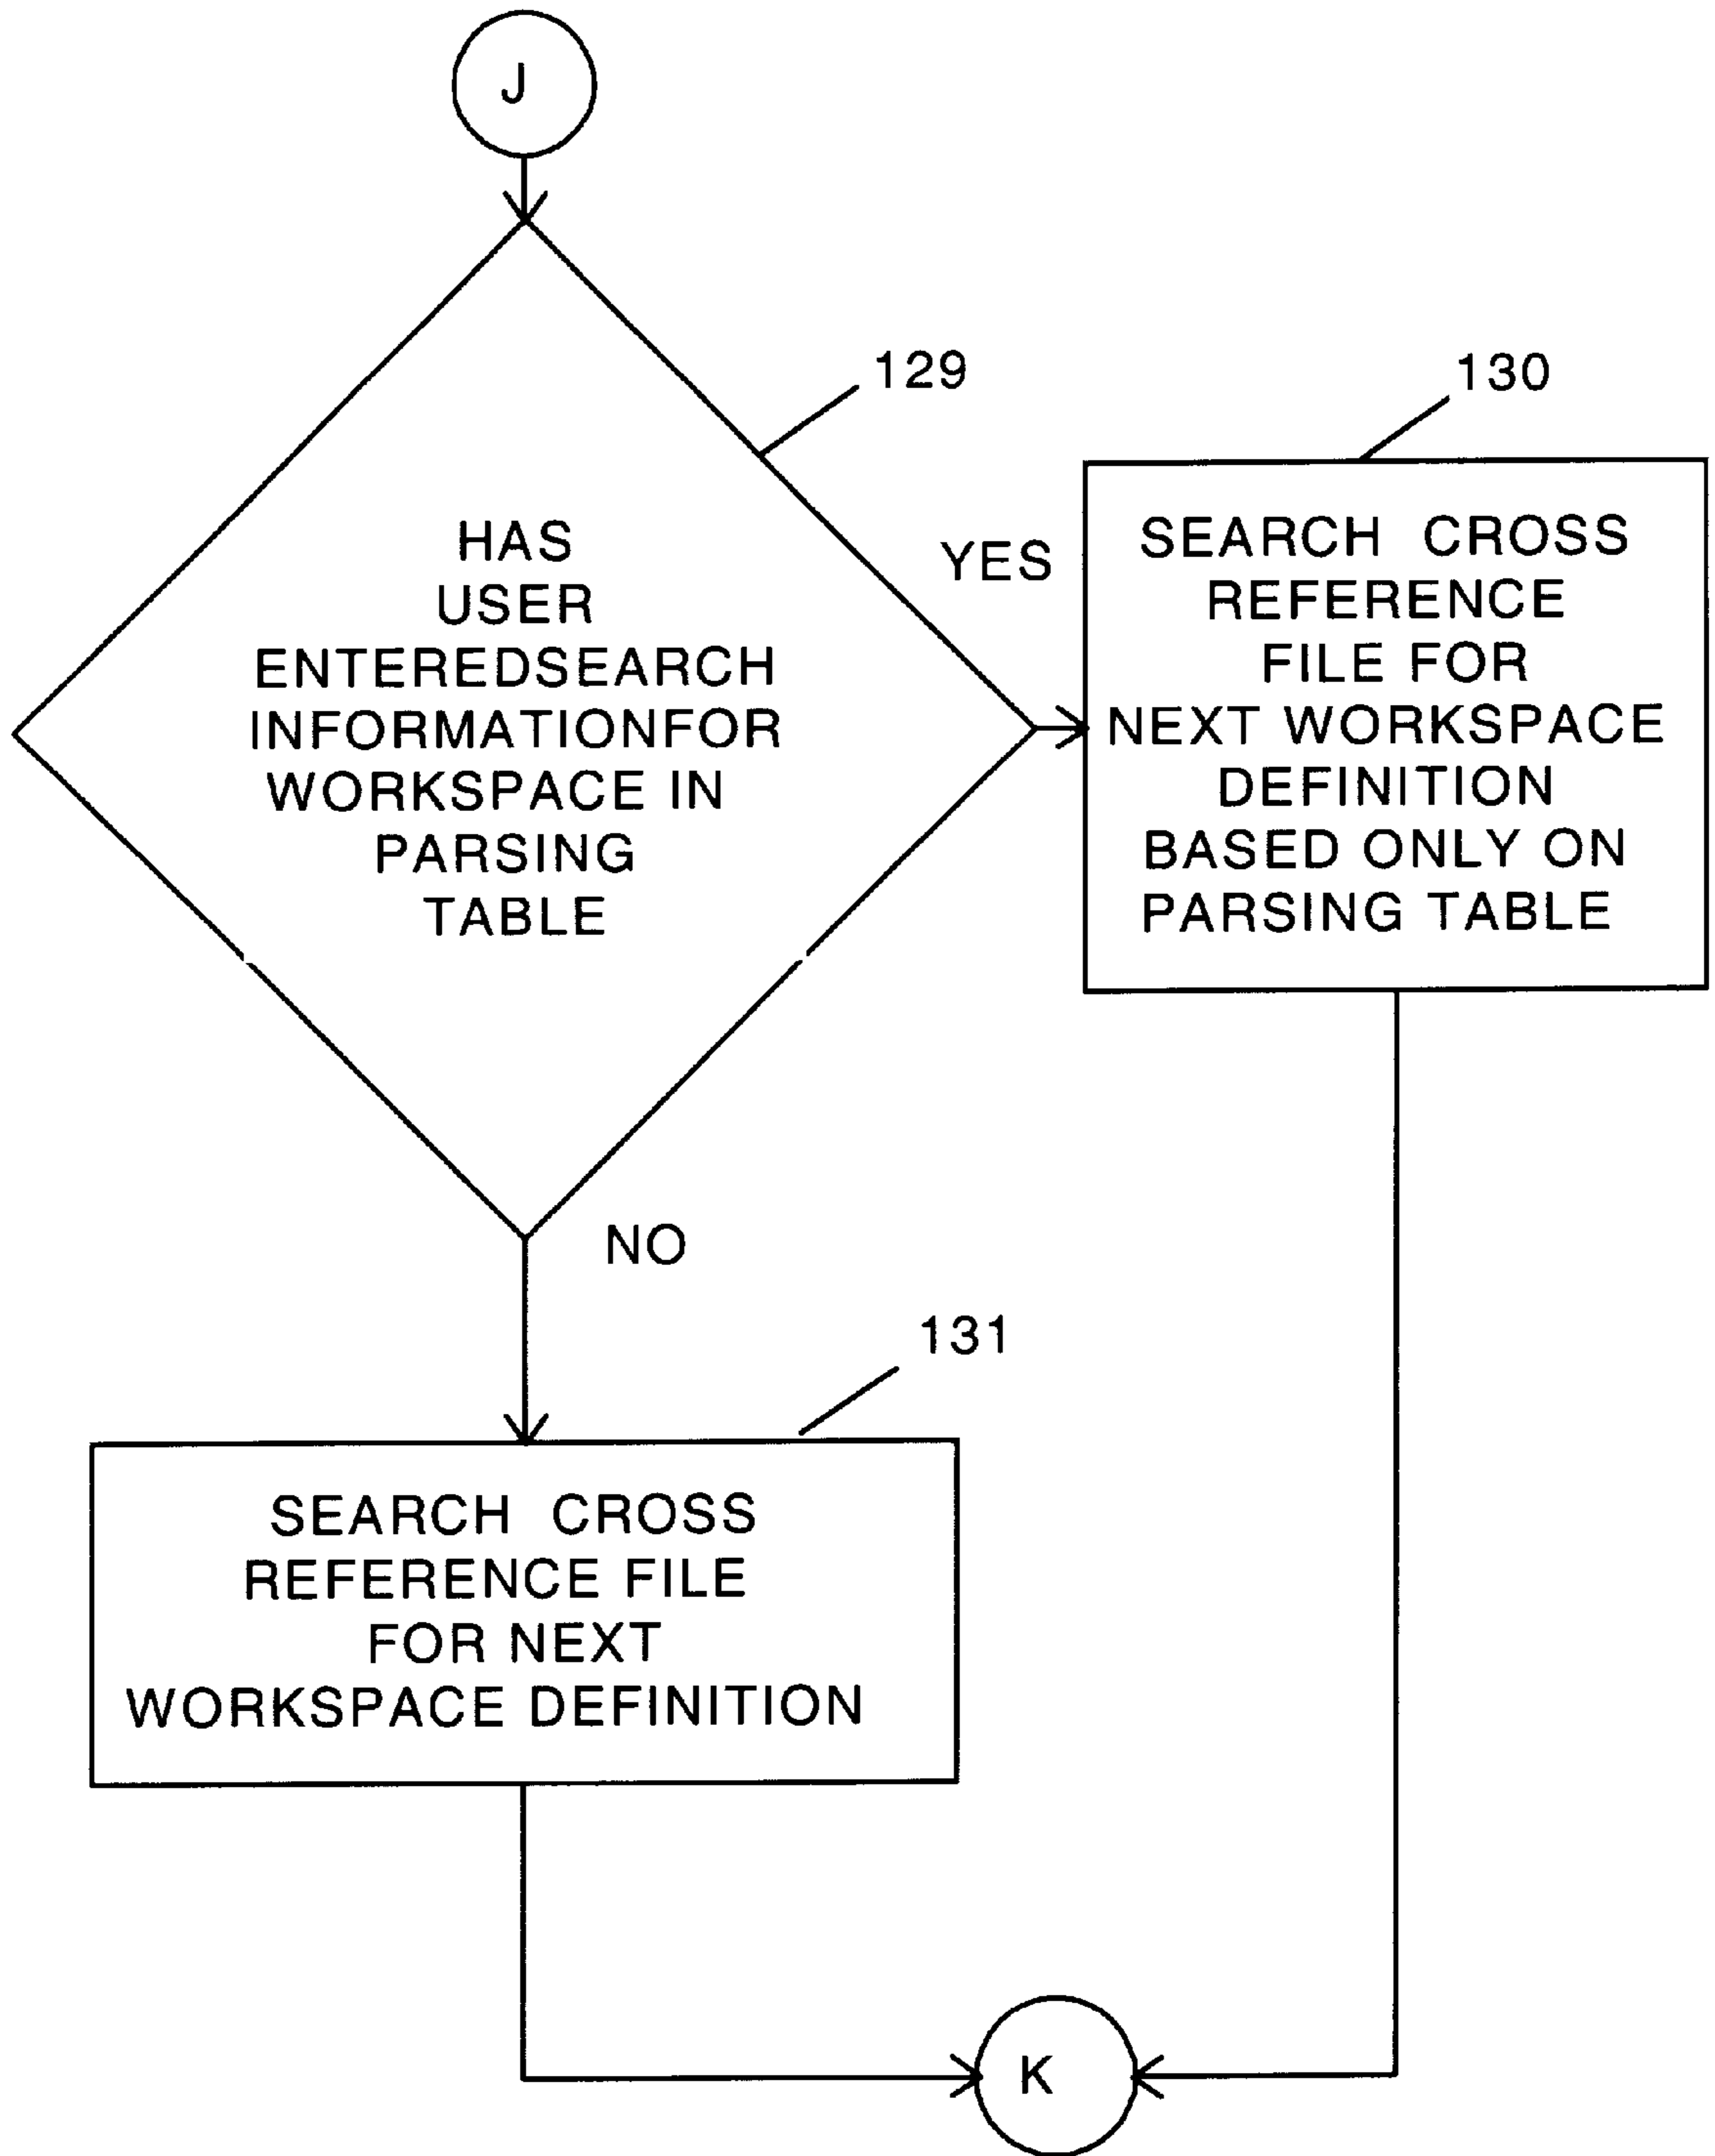 J
129
HAS
USER
ENTEREDSEARCH
INFORMATIONFOR
WORKSPACE IN
PARSING
TABLE
YES
130
SEARCH CROSS
REFERENCE
FILE FOR
NEXT WORKSPACE
DEFINITION
BASED ONLY ON
PARSING TABLE
NO
131
SEARCH CROSS
REFERENCE FILE
FOR NEXT
WORKSPACE DEFINITION
K